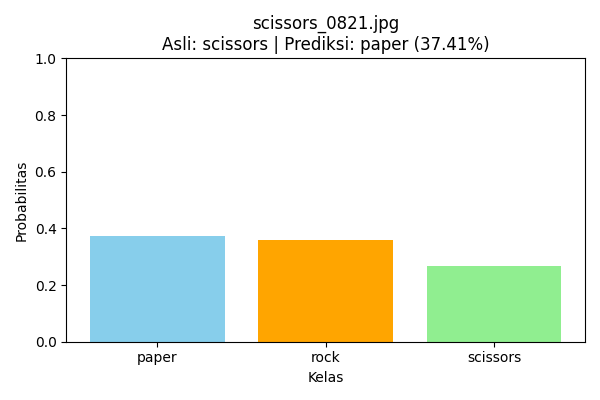 scissors_0821.jpg
Asli: scissors | Prediksi: paper (37.41%)
1.0
0.8
0.6
0.4
0.2
0.0
Probabilitas
paper rock scissors
Kelas